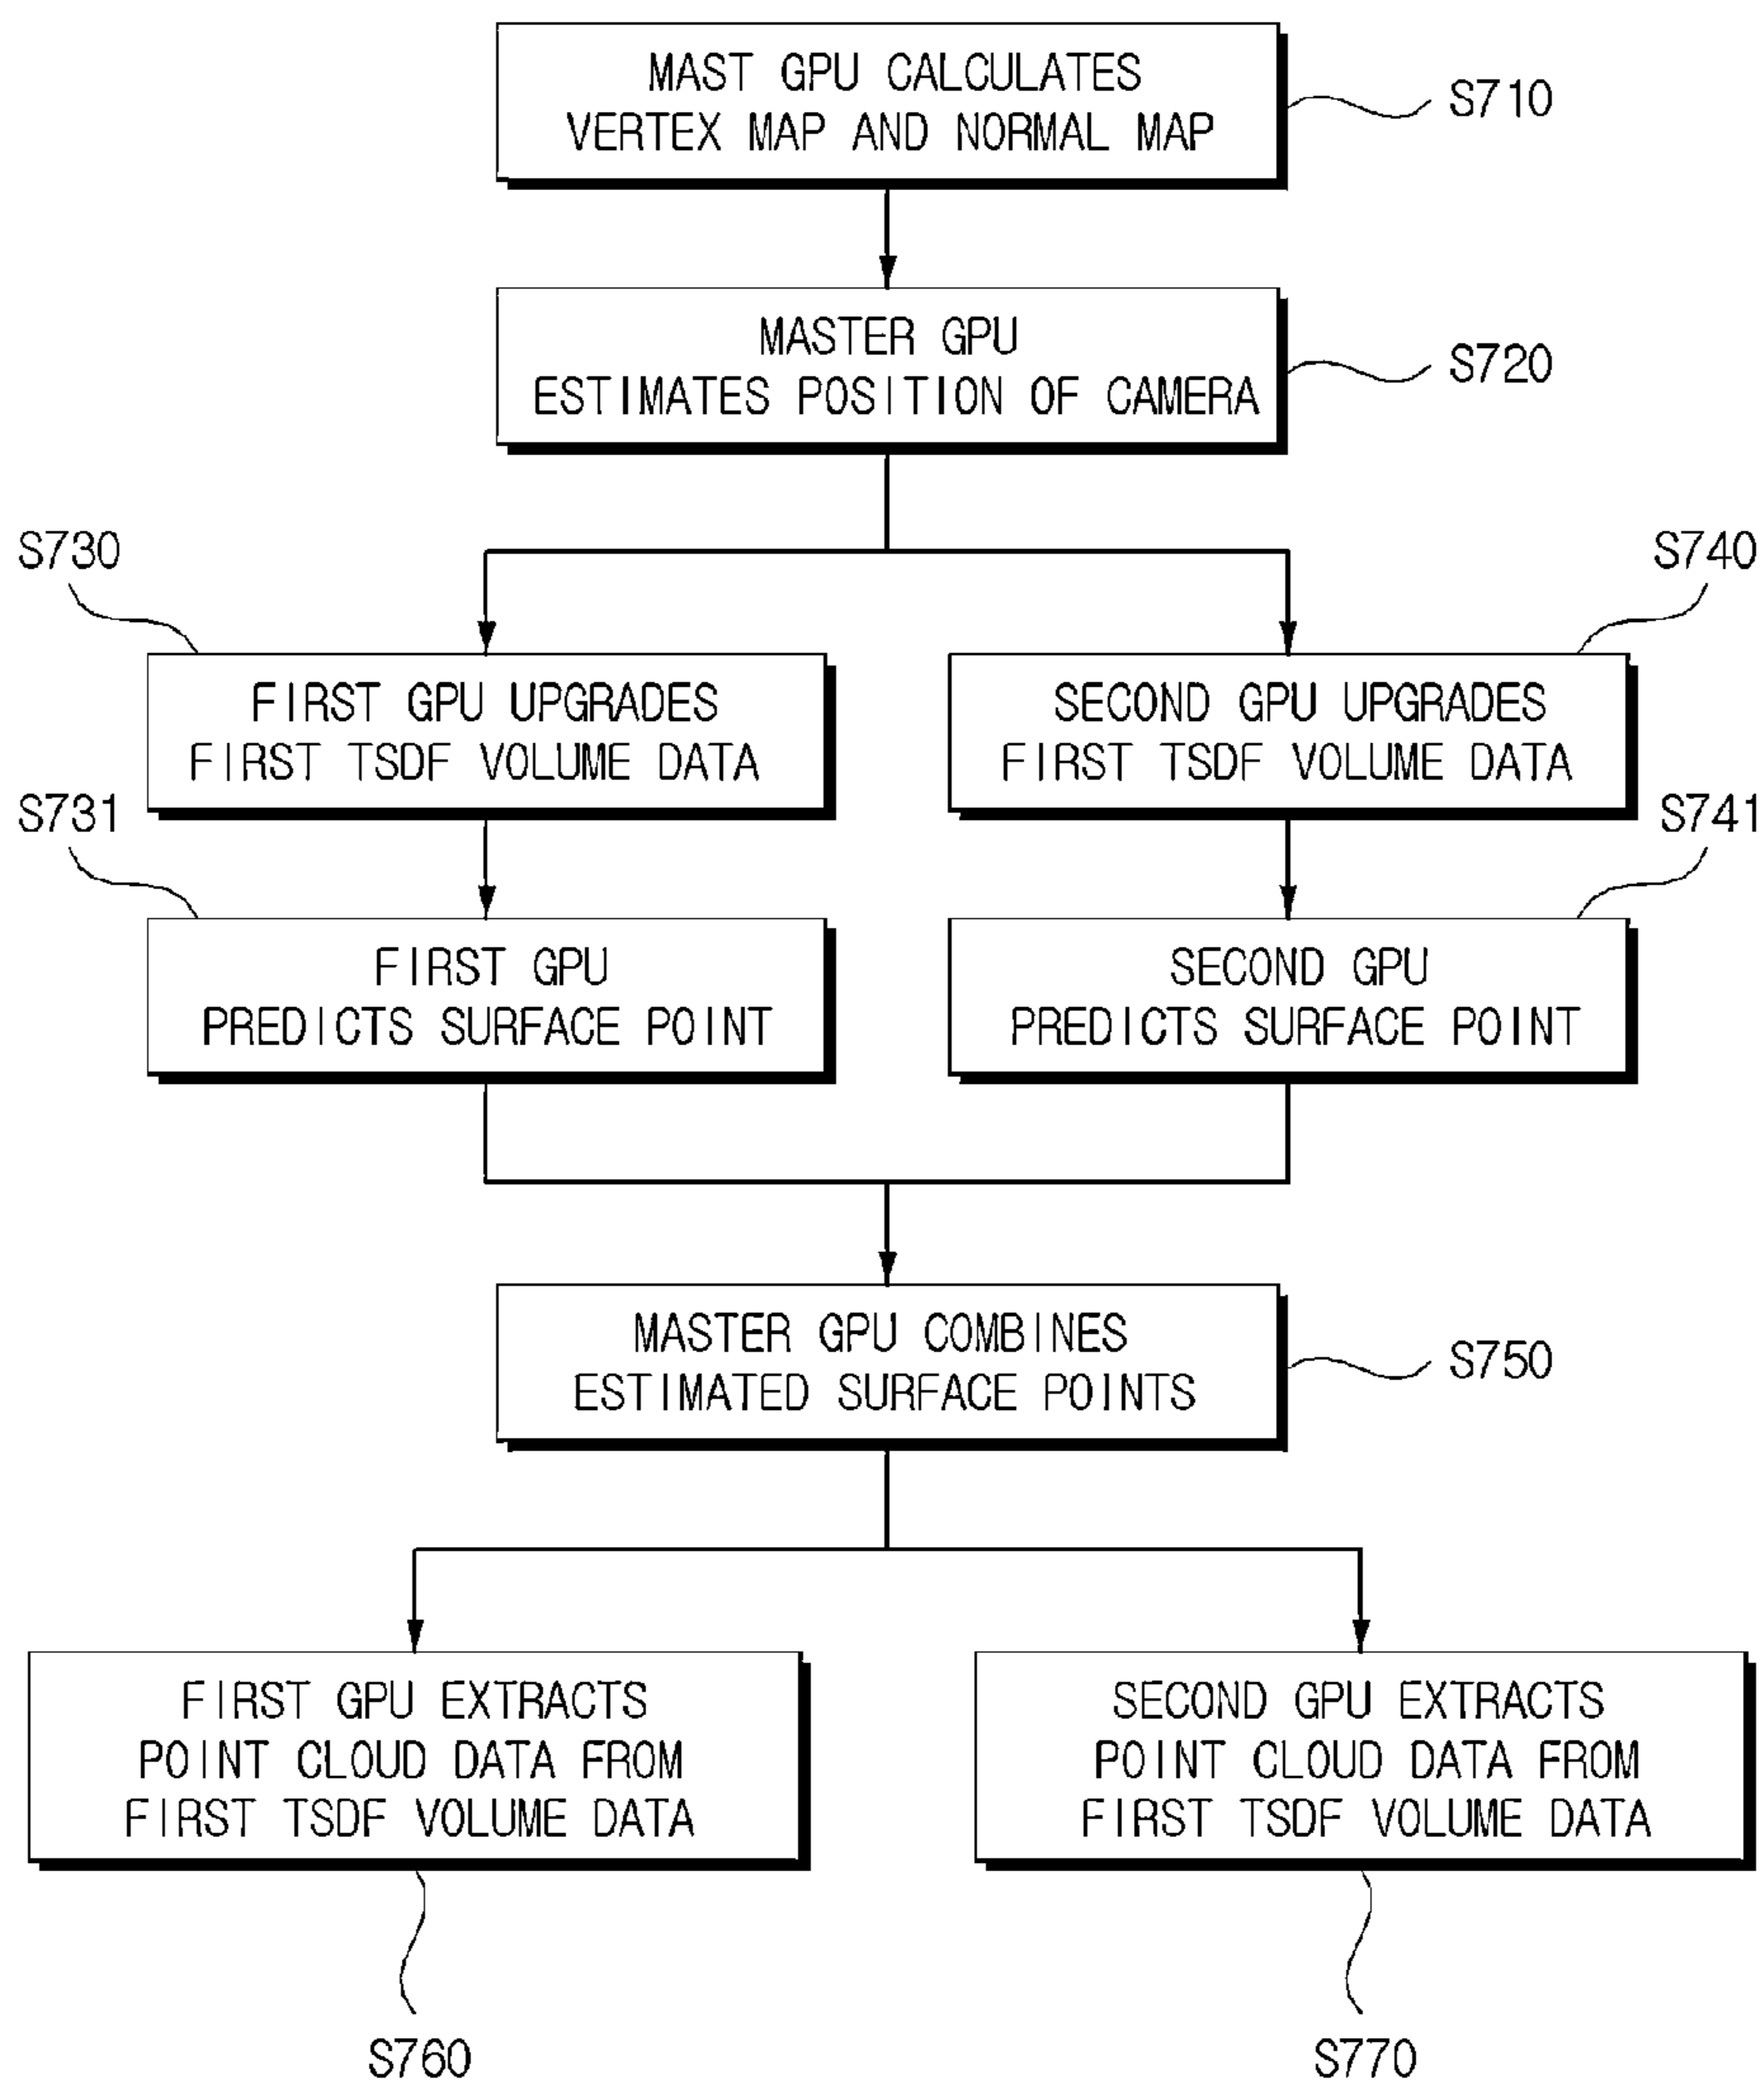 MAST GPU CALCULATES
VERTEX MAP AND NORMAL MAP
S710
MASTER GPU
ESTIMATES POSITION OF CAMERA
S720
S730
S740
FIRST GPU UPGRADES
FIRST TSDF VOLUME DATA
SECOND GPU UPGRADES
FIRST TSDF VOLUME DATA
S731
S741
FIRST GPU
PREDICTS SURFACE POINT
SECOND GPU
PREDICTS SURFACE POINT
MASTER GPU COMBINES
ESTIMATED SURFACE POINTS
S750
FIRST GPU EXTRACTS
POINT CLOUD DATA FROM
FIRST TSDF VOLUME DATA
SECOND GPU EXTRACTS
POINT CLOUD DATA FROM
FIRST TSDF VOLUME DATA
S760
S770